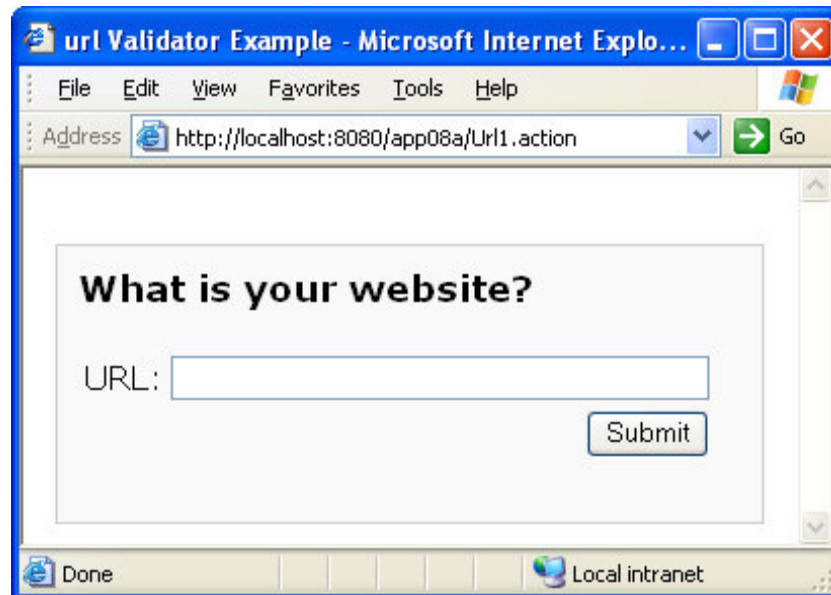 url Validator Example - Microsoft Internet Explo...
File Edit View Favorites Tools Help
Address http://localhost:8080/app08a/Url1.action Go
What is your website?
URL:
Submit
Done Local intranet